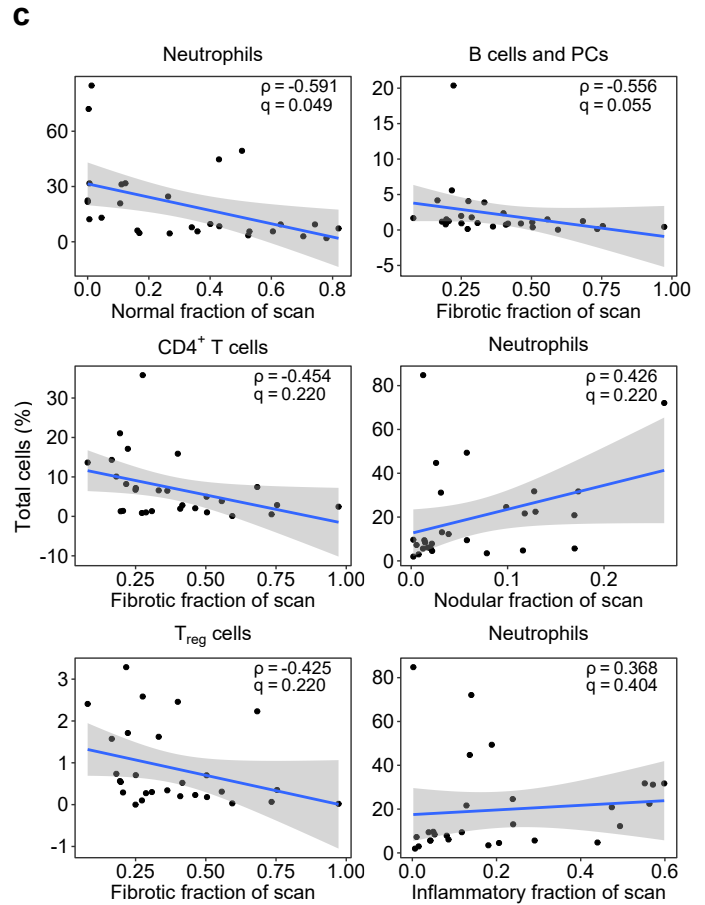 c
Neutrophils
ρ = -0.591
q = 0.049
60
30
0
0.0 0.2 0.4 0.6 0.8
Normal fraction of scan
B cells and PCs
ρ = -0.556
q = 0.055
20
15
10
5
0
-5
0.25 0.50 0.75 1.00
Fibrotic fraction of scan
Total cells (%)
CD4+ T cells
ρ = -0.454
q = 0.220
30
20
10
0
-10
0.25 0.50 0.75 1.00
Fibrotic fraction of scan
Neutrophils
ρ = 0.426
q = 0.220
80
60
40
20
0
0.0 0.1 0.2
Nodular fraction of scan
Treg cells
ρ = -0.425
q = 0.220
3
2
1
0
-1
0.25 0.50 0.75 1.00
Fibrotic fraction of scan
Neutrophils
ρ = 0.368
q = 0.404
80
60
40
20
0
0.0 0.2 0.4 0.6
Inflammatory fraction of scan